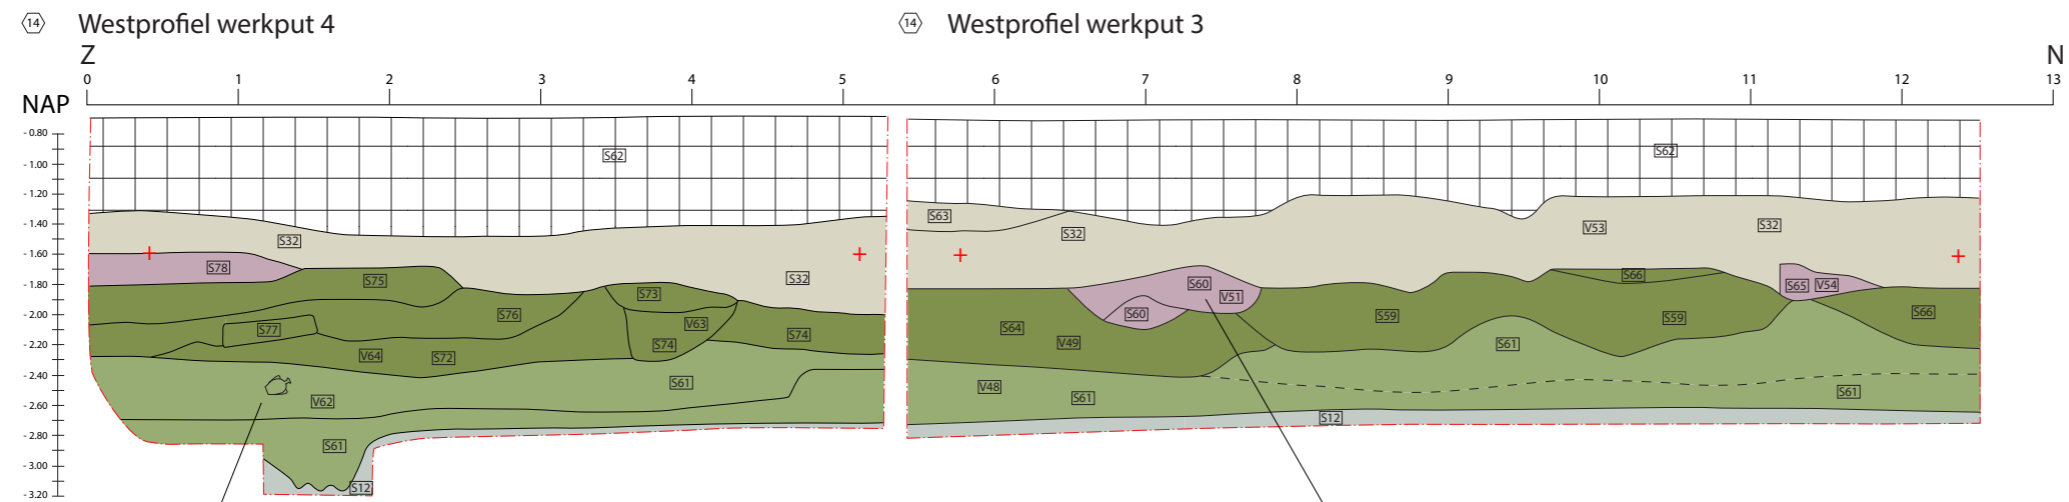 14 Westprofiel werkput 4
14 Westprofiel werkput 3
Z
N
0 1 2 3 4 5 6 7 8 9 10 11 12 13
NAP
- 0.80
- 1.00
- 1.20
- 1.40
- 1.60
- 1.80
- 2.00
- 2.20
- 2.40
- 2.60
- 2.80
- 3.00
- 3.20
S62
S32
S78
S75
S32
S73
S76
S77
V63
S74
S74
V64
S72
S61
V62
S61
S12
S62
S63
S32
V53
S32
S60
V51
S60
S66
S65
V54
S64
V49
S59
S59
S66
S61
V48
S61
S61
S12